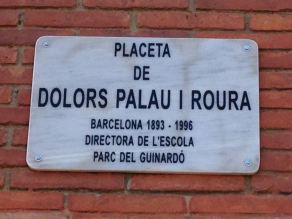 PLACETA
DE
DOLORS PALAU I ROURA
BARCELONA 1893 - 1996
DIRECTORA DE L'ESCOLA
PARC DEL GUINARDÓ